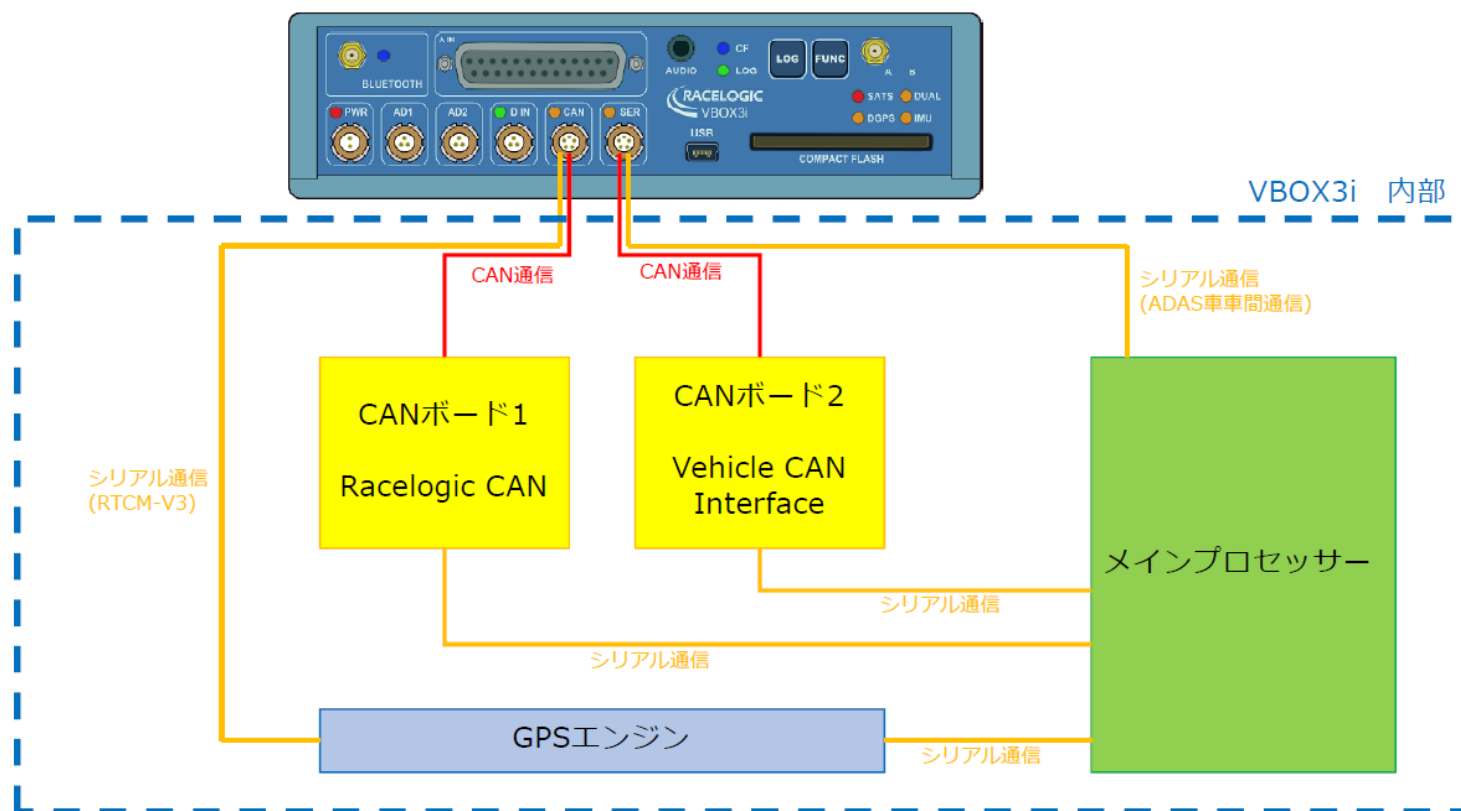 A IN
BLUETOOTH
AUDIO
CF
LOG
LOG
FUNC
A B
RACELOGIC
VBOX3i
SATS
DUAL
DGPS
IMU
PWR
AD1
AD2
D IN
CAN
SER
USB
COMPACT FLASH
VBOX3i 内部
CAN通信
CAN通信
シリアル通信
(ADAS車車間通信)
CANボード1
Racelogic CAN
CANボード2
Vehicle CAN
Interface
シリアル通信
(RTCM-V3)
メインプロセッサー
シリアル通信
シリアル通信
GPSエンジン
シリアル通信